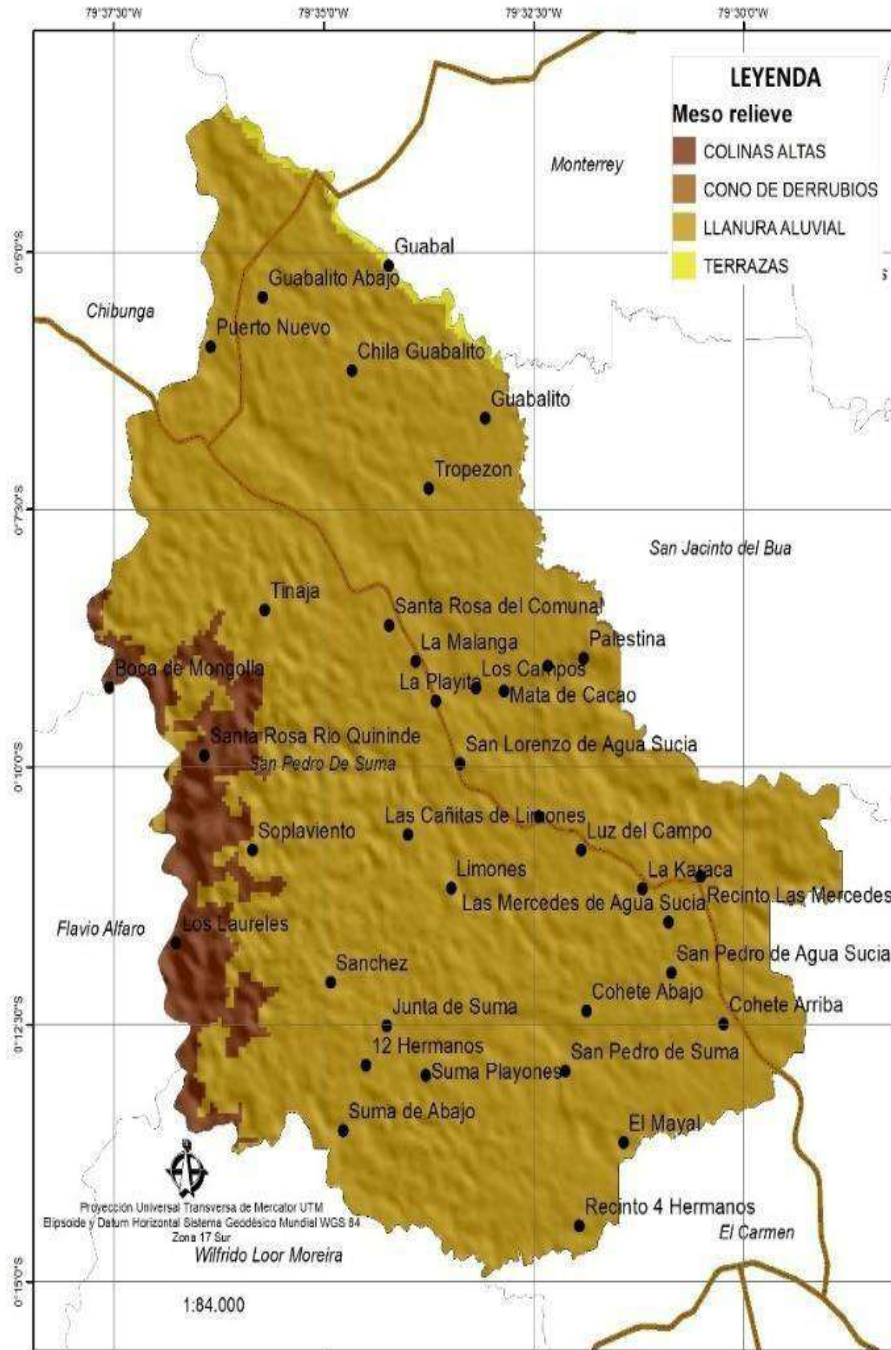 79°37'30"W
79°35'0"W
79°32'30"W
79°30'0"W
LEYENDA
Meso relieve
COLINAS ALTAS
CONO DE DERRUBIOS
LLANURA ALUVIAL
TERRAZAS
s
Monterrey
0°5'0"S
Guabal
Guabalito Abajo
Chibunga
Puerto Nuevo
Chila Guabalito
Guabalito
Tropezon
0°7'30"S
San Jacinto del Bua
Tinaja
Santa Rosa del Comunal
La Malanga
Palestina
Boca de Mongolla
Los Campos
La Playita
Mata de Cacao
Santa Rosa Rio Quininde
San Pedro De Suma
San Lorenzo de Agua Sucia
0°10'0"S
Las Cañitas de Limones
Soplaviento
Luz del Campo
Limones
La Karaca
Las Mercedes de Agua Sucia
Recinto Las Mercedes
Flavio Alfaro
Los Laureles
San Pedro de Agua Sucia
Sanchez
Cohete Abajo
Cohete Arriba
Junta de Suma
0°12'30"S
12 Hermanos
San Pedro de Suma
Suma Playones
Suma de Abajo
El Mayal
Recinto 4 Hermanos
El Carmen
Proyección Universal Transversa de Mercator UTM
Elipsoide y Datum Horizontal Sistema Geodésico Mundial WGS 84
Zona 17 Sur
Wilfrido Loor Moreira
0°15'0"S
1:84.000